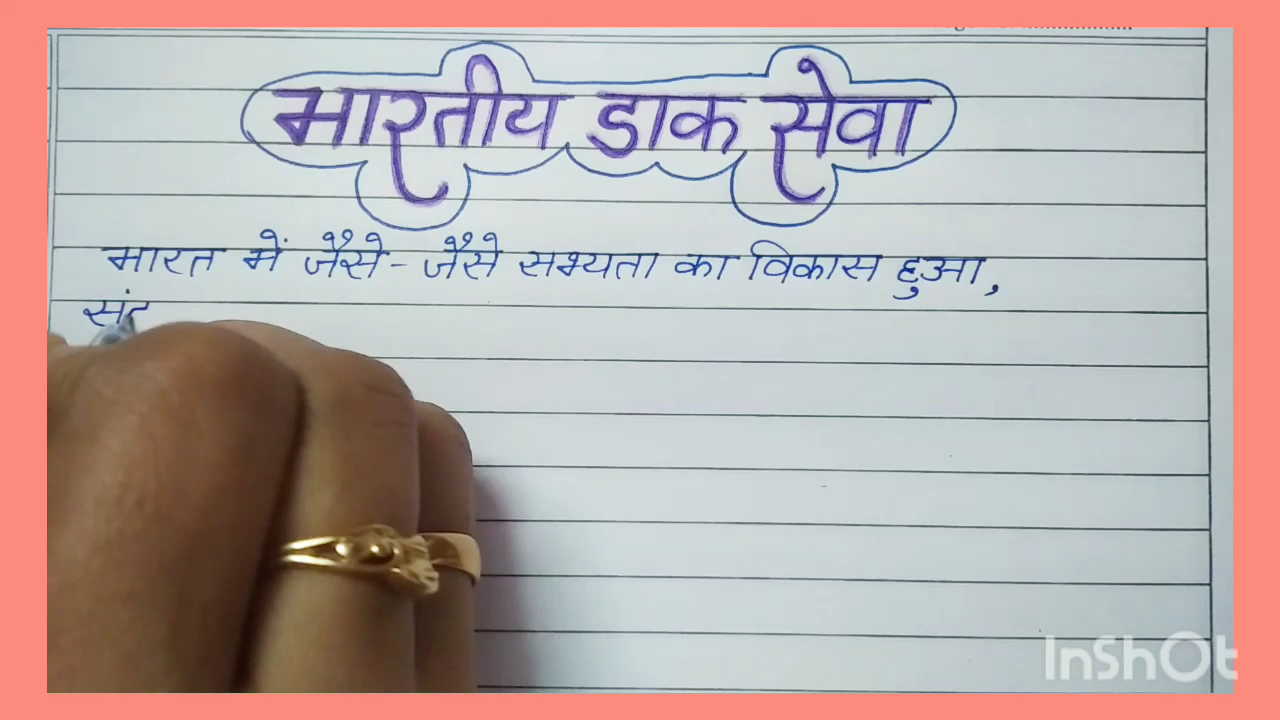 भारतीय डाक सेवा
भारत में जैसे - जैसे सभ्यता का विकास हुआ,
InShOt